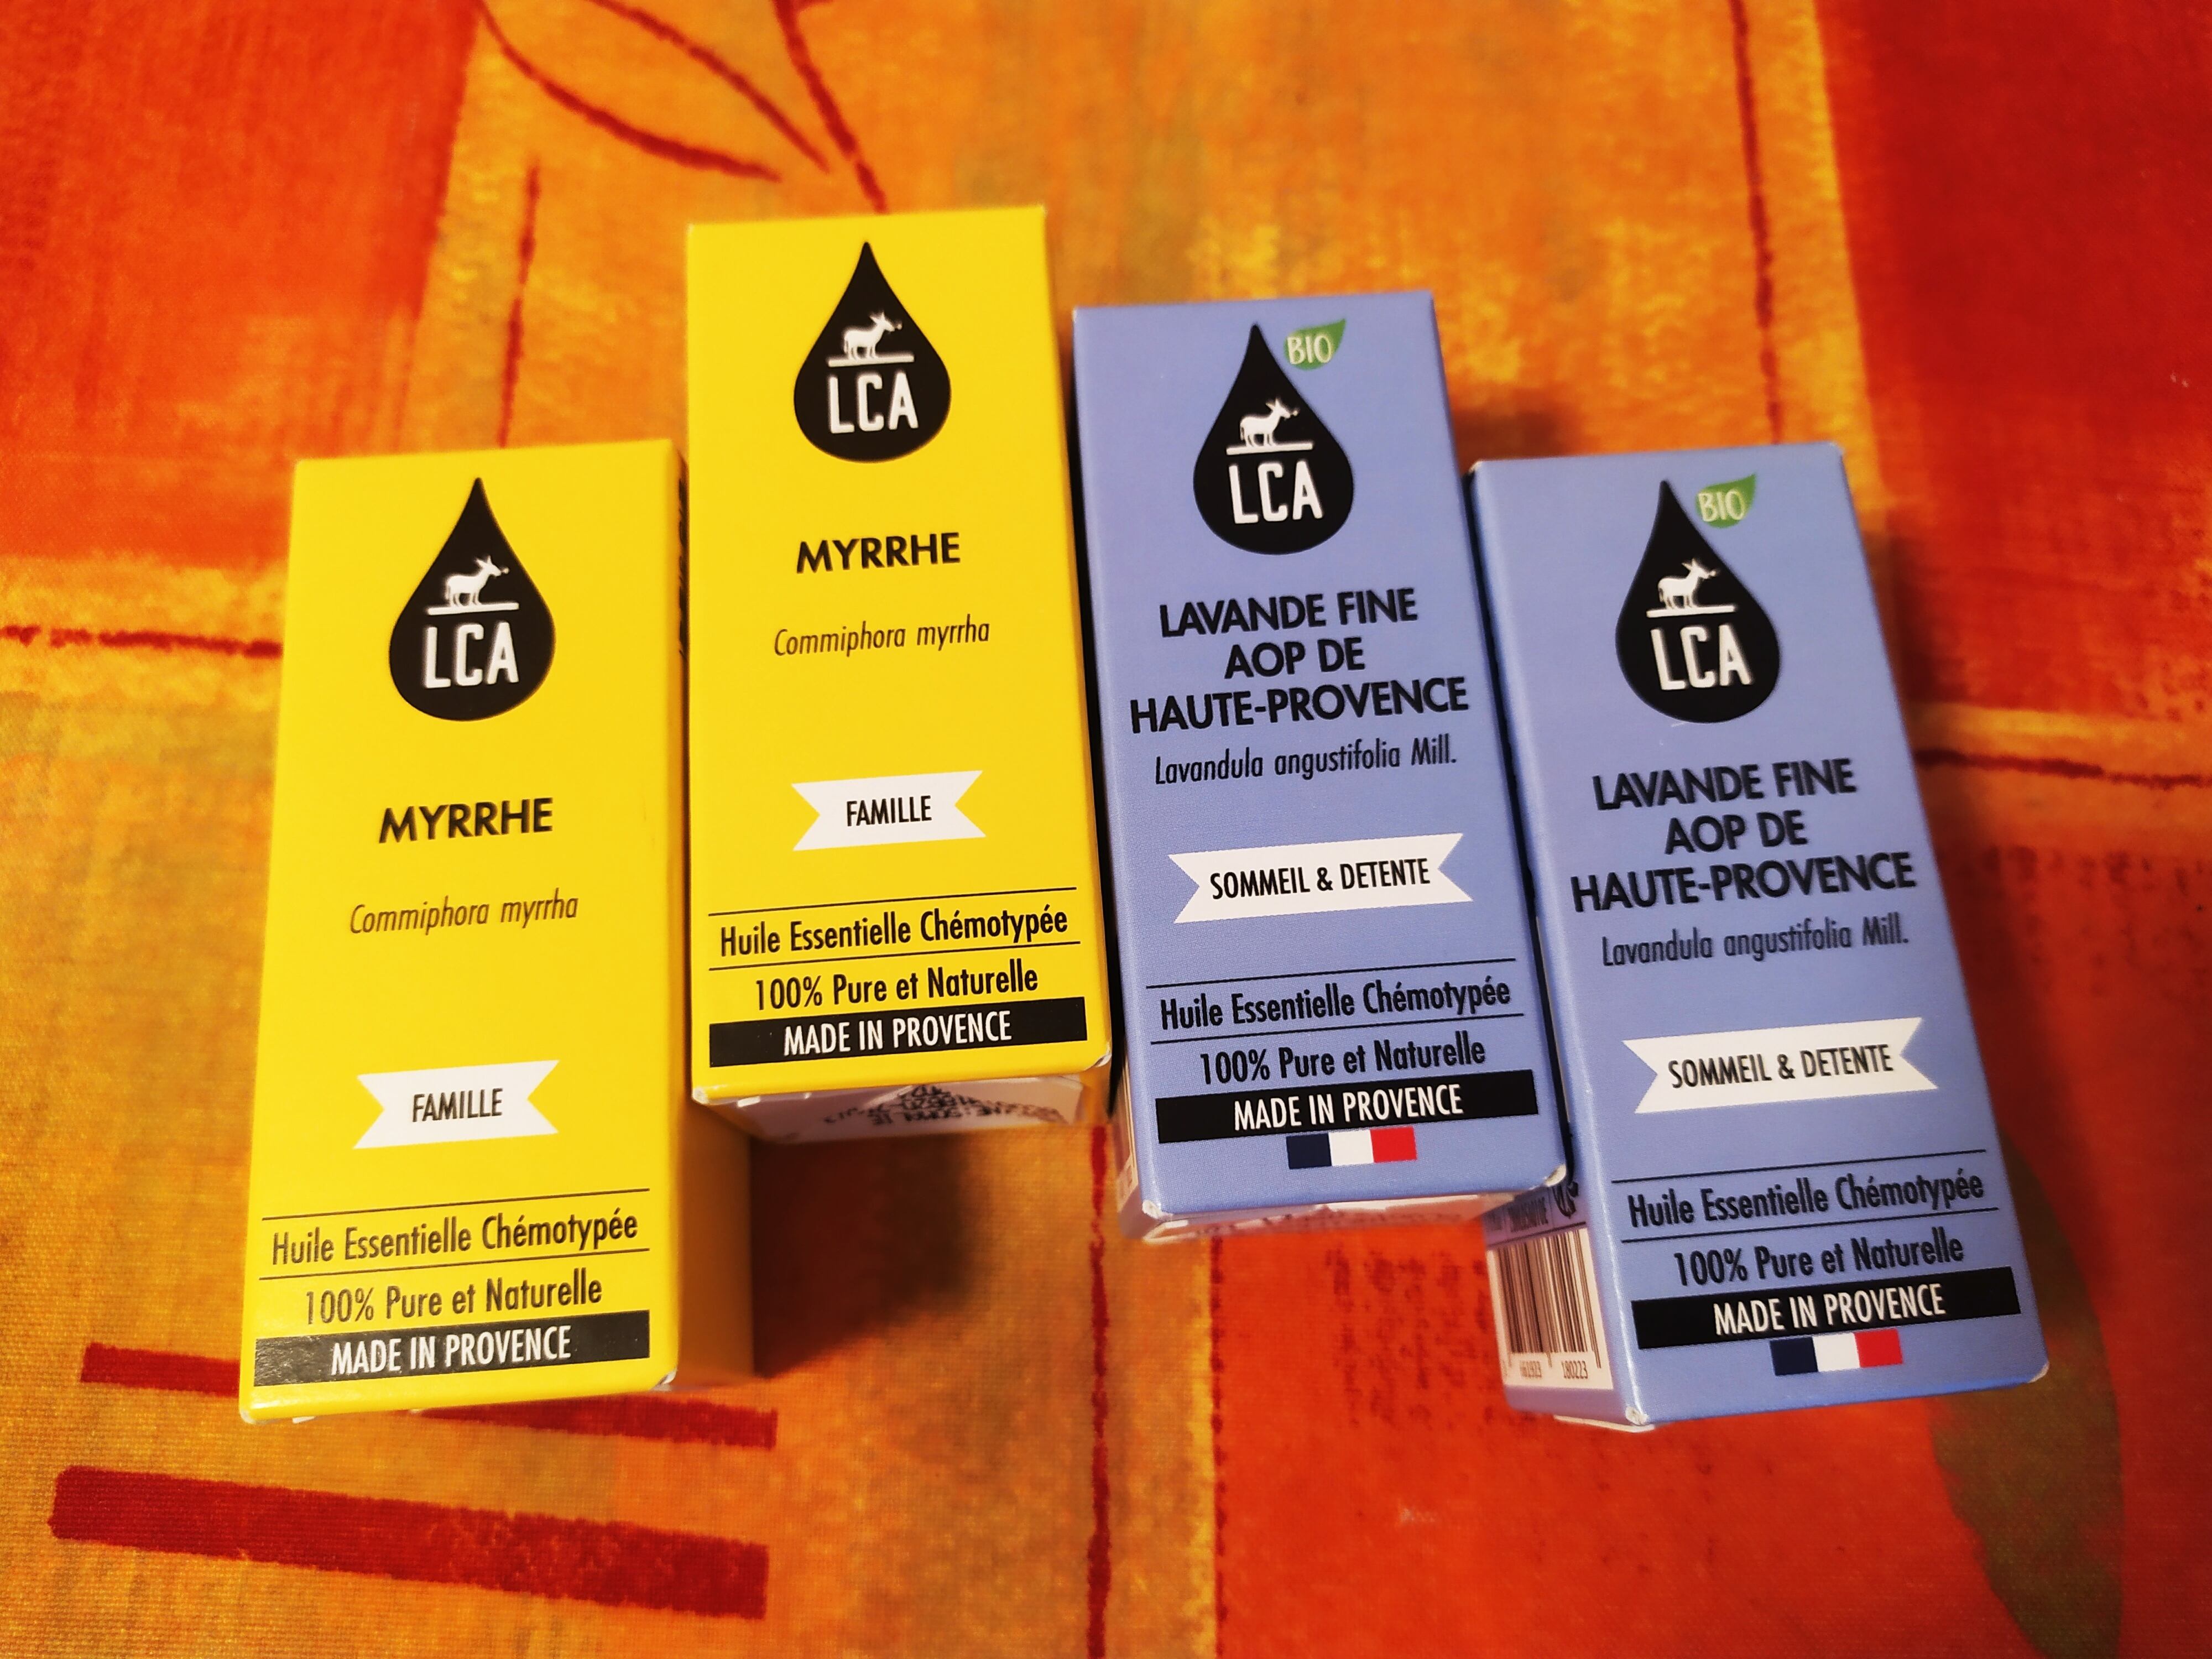 LCA
MYRRHE
Commiphora myrrha
FAMILLE
Huile Essentielle Chémotypée
100% Pure et Naturelle
MADE IN PROVENCE
LCA
MYRRHE
Commiphora myrrha
FAMILLE
Huile Essentielle Chémotypée
100% Pure et Naturelle
MADE IN PROVENCE
BIO
LCA
LAVANDE FINE
AOP DE
HAUTE-PROVENCE
Lavandula angustifolia Mill.
SOMMEIL & DETENTE
Huile Essentielle Chémotypée
100% Pure et Naturelle
MADE IN PROVENCE
BIO
LCA
LAVANDE FINE
AOP DE
HAUTE-PROVENCE
Lavandula angustifolia Mill.
SOMMEIL & DETENTE
Huile Essentielle Chémotypée
100% Pure et Naturelle
MADE IN PROVENCE
180223